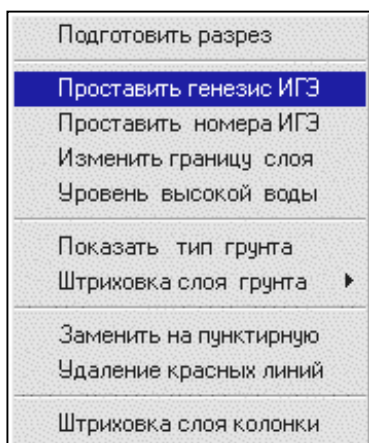 Подготовить разрез
Проставить генезис ИГЭ
Проставить номера ИГЭ
Изменить границу слоя
Уровень высокой воды
Показать тип грунта
Штриховка слоя грунта
Заменить на пунктирную
Удаление красных линий
Штриховка слоя колонки